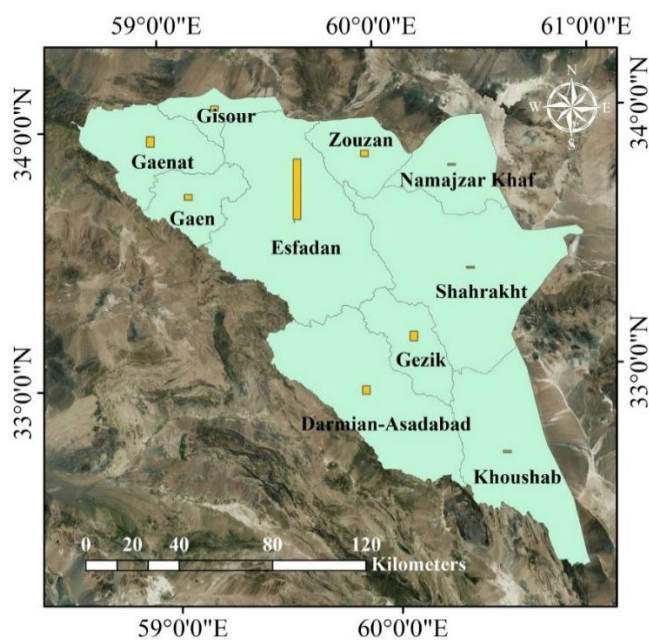 59°0'0"E 60°0'0"E 61°0'0"E
34°0'0"N
34°0'0"N
N
W E
S
Gisour
Zouzan
Gaenat
Namajzar Khaf
Gaen
Esfadan
Shahrakht
33°0'0"N
Gezik
33°0'0"N
Darmian-Asadabad
Khoushab
0 20 40 80 120
Kilometers
59°0'0"E 60°0'0"E